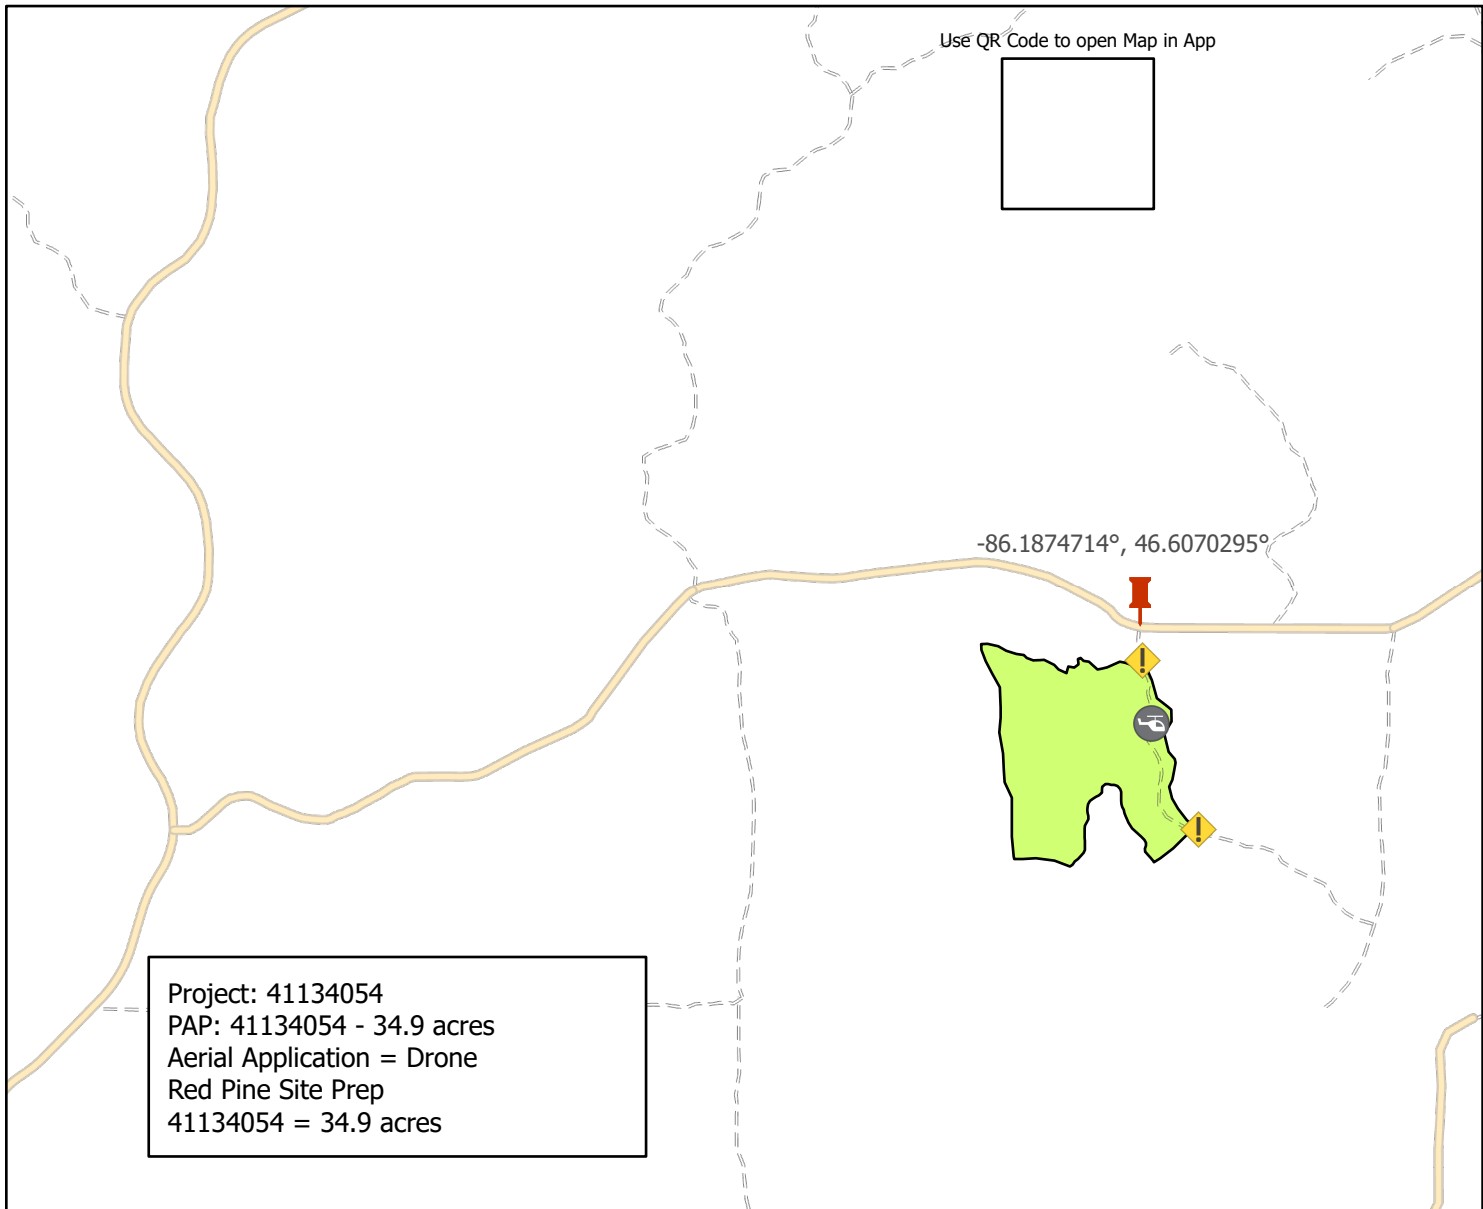 Use QR Code to open Map in App
-86.1874714°, 46.6070295°
Project: 41134054
PAP: 41134054 - 34.9 acres
Aerial Application = Drone
Red Pine Site Prep
41134054 = 34.9 acres